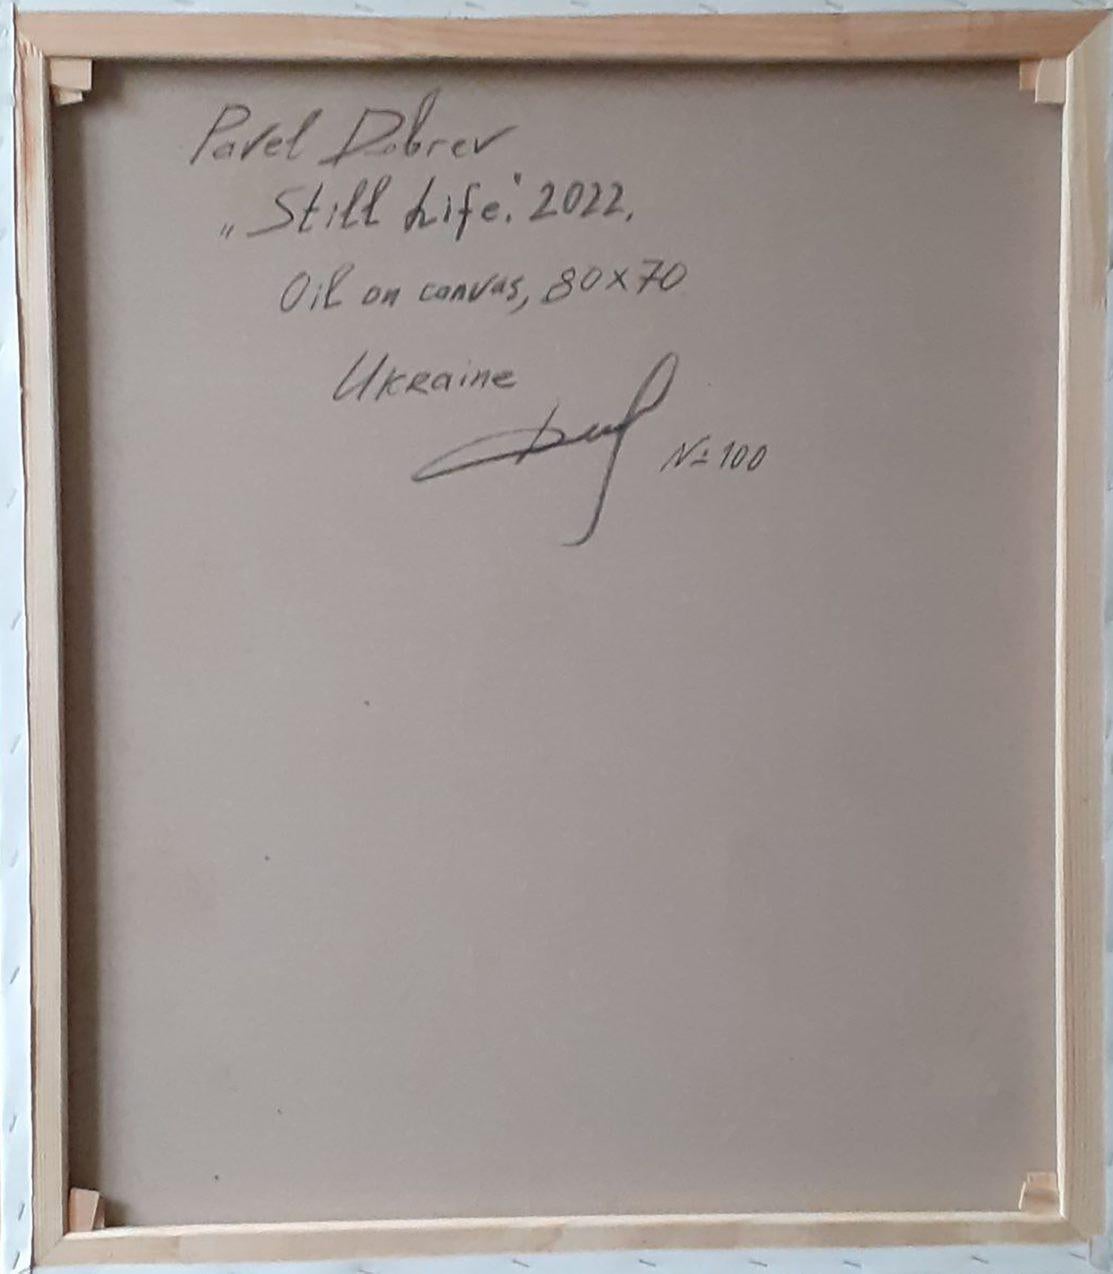 Pavel Dobrev
„Still Life". 2022.
Oil on canvas, 80x70
Ukraine
№ 100